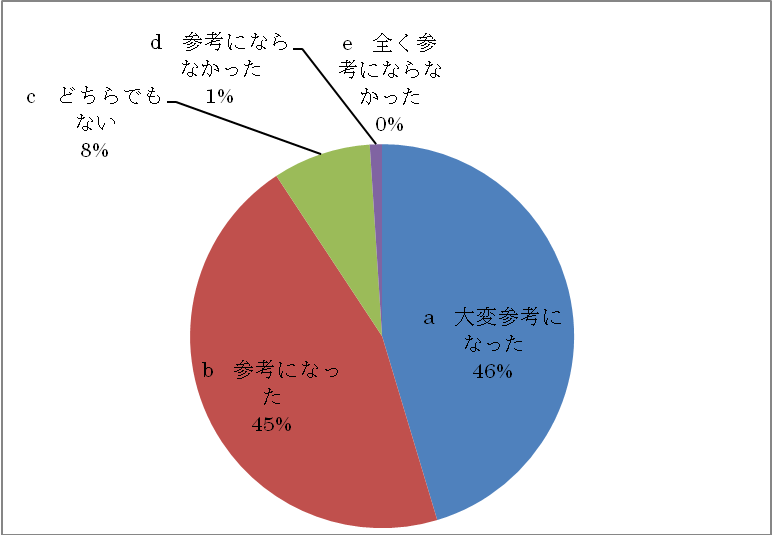 d　参考になら
なかった
1%
e　全く参
考にならな
かった
0%
c　どちらでも
ない
8%
a　大変参考に
なった
46%
b　参考になっ
た
45%